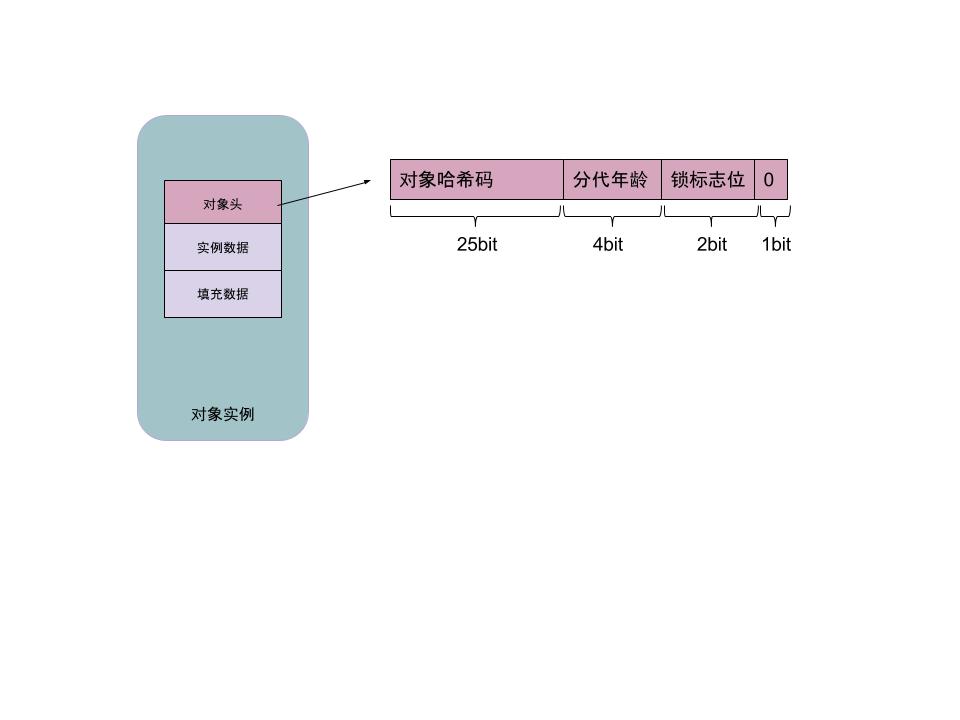 对象头
实例数据
填充数据
对象实例
对象哈希码 分代年龄 锁标志位 0
25bit 4bit 2bit 1bit